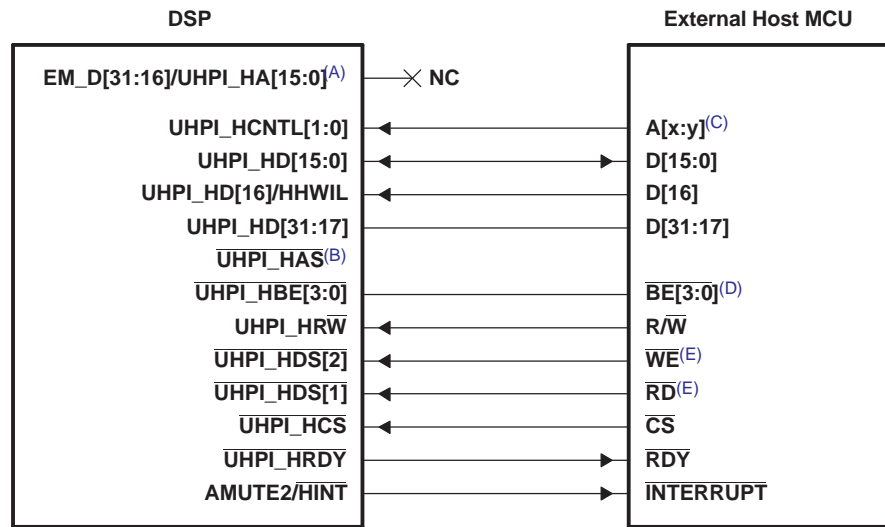 DSP External Host MCU
EM_D[31:16]/UHPI_HA[15:0](A) NC
UHPI_HCNTL[1:0] A[x:y](C)
UHPI_HD[15:0] D[15:0]
UHPI_HD[16]/HHWIL D[16]
UHPI_HD[31:17] D[31:17]
UHPI_HAS(B)
UHPI_HBE[3:0] BE[3:0](D)
UHPI_HRW R/W
UHPI_HDS[2] WE(E)
UHPI_HDS[1] RD(E)
UHPI_HCS CS
UHPI_HRDY RDY
AMUTE2/HINT INTERRUPT